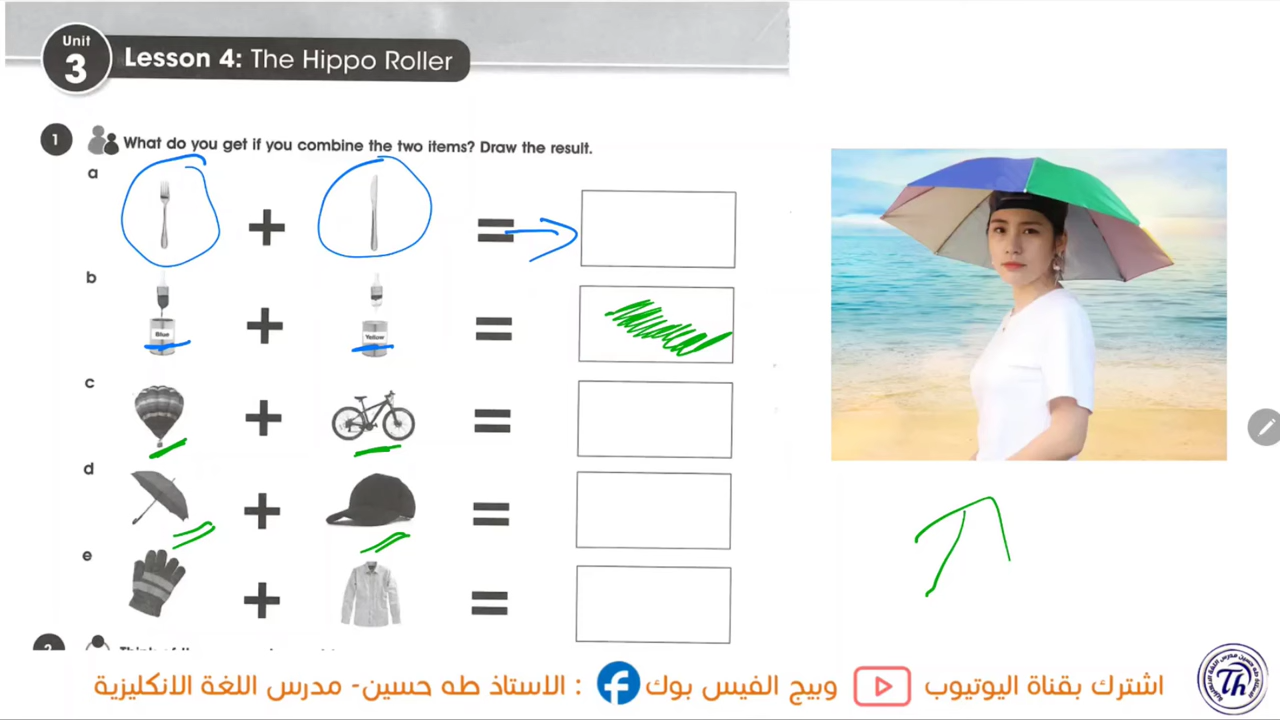 Unit
3
Lesson 4: The Hippo Roller
1
What do you get if you combine the two items? Draw the result.
a
+
=
b
Blue
+
Yellow
=
c
+
=
d
+
=
e
+
=
اشترك بقناة اليوتيوب وبيج الفيس بوك : الاستاذ طه حسين- مدرس اللغة الانكليزية
Th